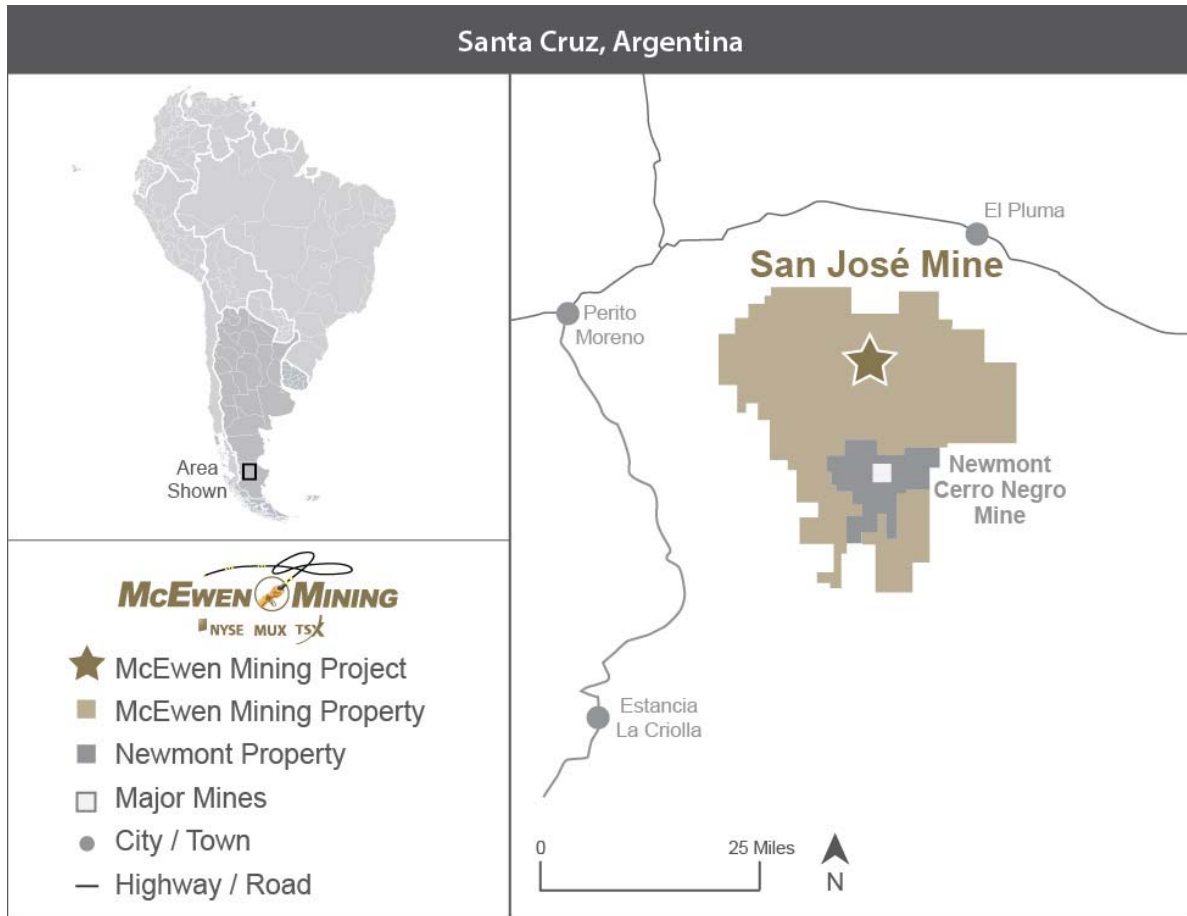 Santa Cruz, Argentina
Area
Shown
McEwen Mining
NYSE MUX TSX
McEwen Mining Project
McEwen Mining Property
Newmont Property
Major Mines
City / Town
Highway / Road
El Pluma
San José Mine
Perito
Moreno
Newmont
Cerro Negro
Mine
Estancia
La Criolla
0
25 Miles
N